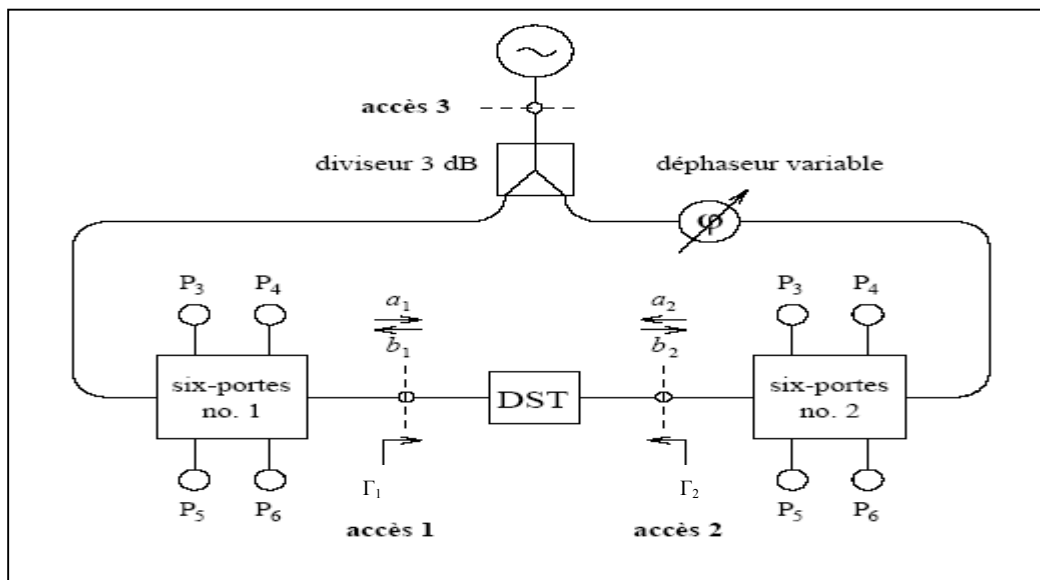 accès 3
diviseur 3 dB
déphaseur variable
φ
P3 P4
a1
b1
a2
b2
P3 P4
six-portes
no. 1
DST
six-portes
no. 2
P5 P6
Γ1
Γ2
P5 P6
accès 1
accès 2